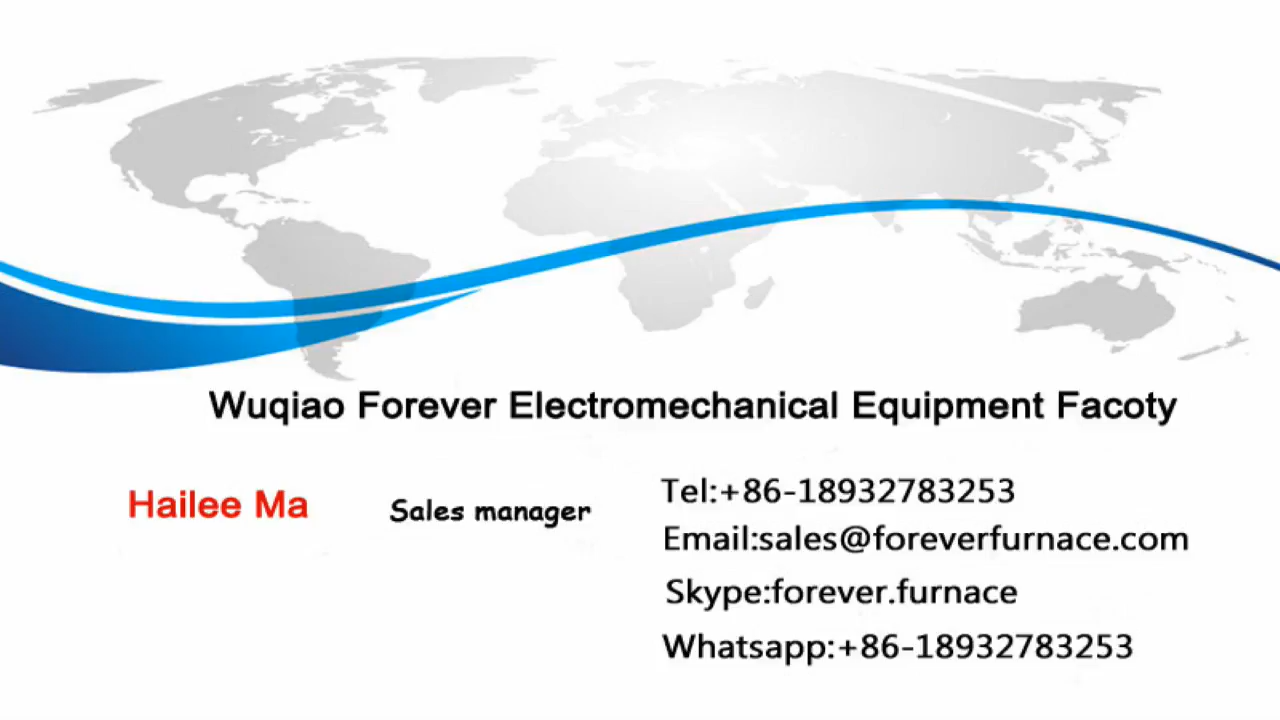 Wuqiao Forever Electromechanical Equipment Facoty
Hailee Ma
Sales manager
Tel:+86-18932783253
Email:sales@foreverfurnace.com
Skype:forever.furnace
Whatsapp:+86-18932783253